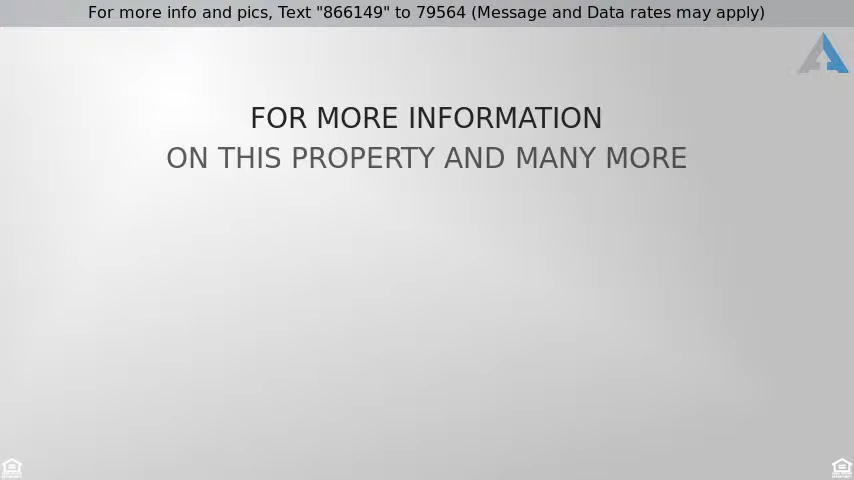 For more info and pics, Text "866149" to 79564 (Message and Data rates may apply)
FOR MORE INFORMATION
ON THIS PROPERTY AND MANY MORE